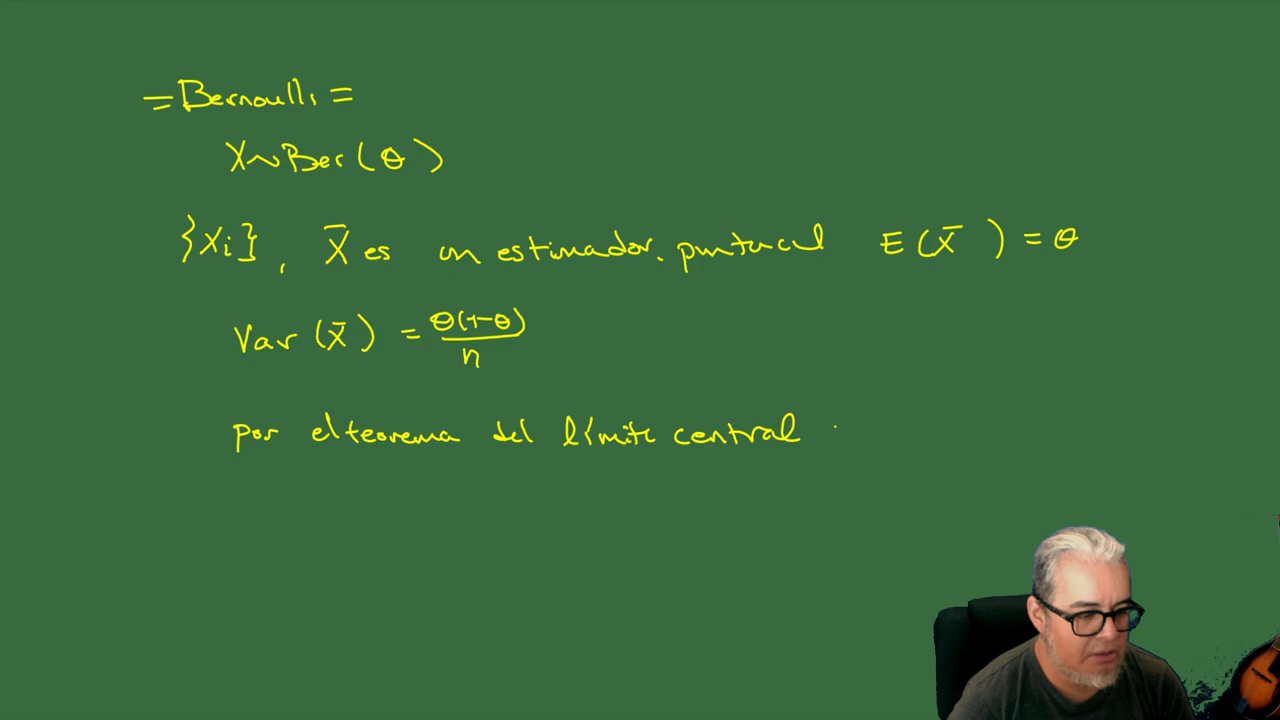 =Bernoulli=
X~Ber(θ)
{Xi}, X̄ es un estimador. puntual E(X̄) = θ
Var(X̄) = θ(1-θ)/n
por el teorema del límite central